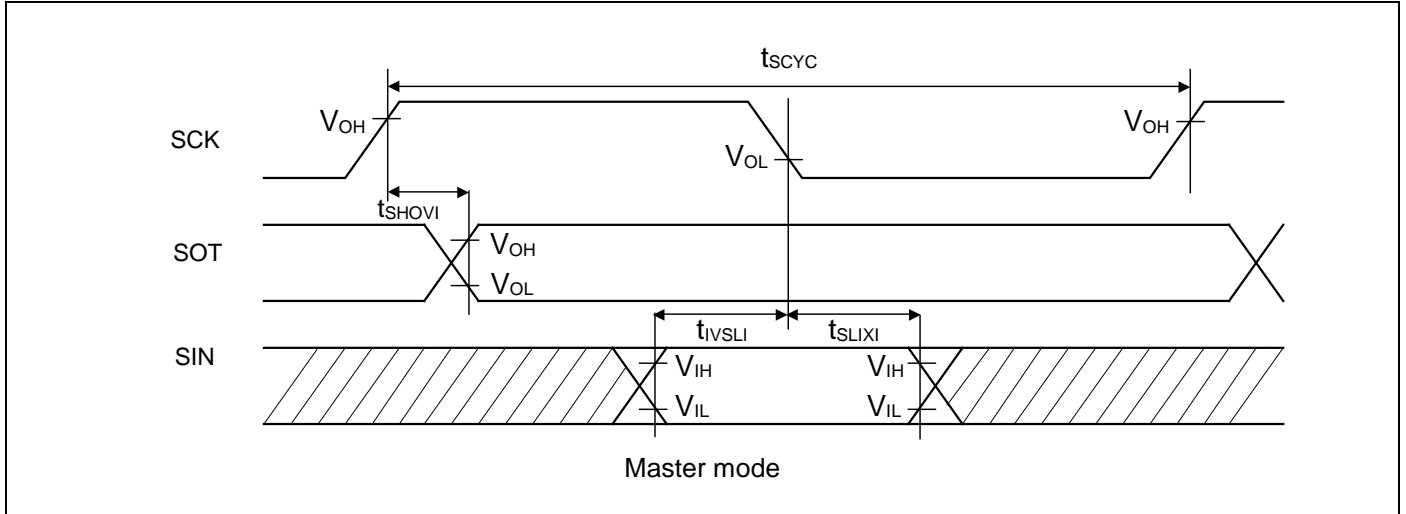 tSCYC
VOH
VOH
SCK
VOL
tSHOVI
SOT
VOH
VOL
tIVSLI
tSLIXI
SIN
VIH
VIH
VIL
VIL
Master mode